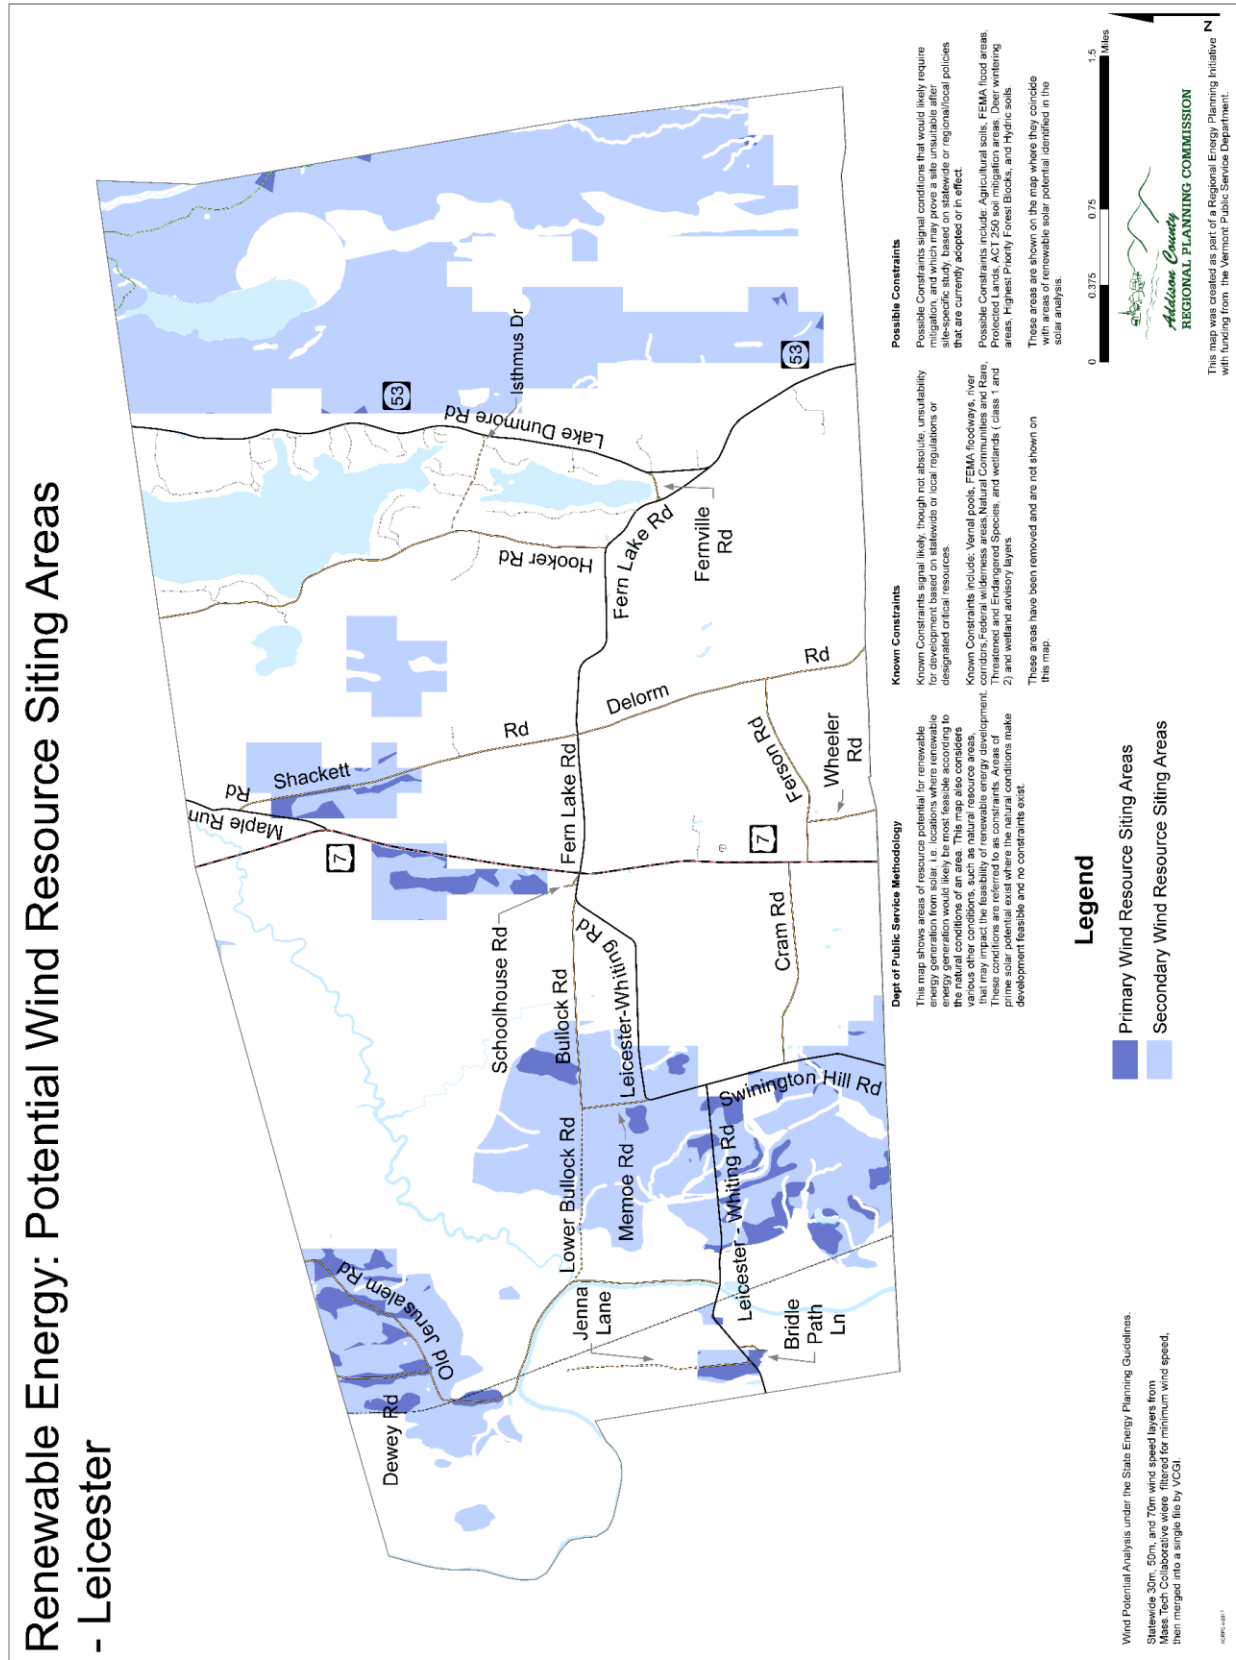 Renewable Energy: Potential Wind Resource Siting Areas
- Leicester
Dewey Rd
Old Jerusalem Rd
Jenna
Lane
Bridle
Path
Ln
Lower Bullock Rd
Memoe Rd
Leicester - Whiting Rd
Swinington Hill Rd
Bullock Rd
Leicester-Whiting
Rd
Schoolhouse Rd
Cram Rd
7
7
Maple Run
Rd
Shackett
Rd
Fern Lake Rd
Delorm
Rd
Ferson Rd
Wheeler
Rd
Hooker Rd
Fern Lake Rd
Fernville
Rd
Lake Dunmore Rd
Isthmus Dr
53
53
Dept of Public Service Methodology
This map shows areas of resource potential for renewable
energy generation from solar, i.e. locations where renewable
energy generation would likely be most feasible according to
the natural conditions of an area. This map also considers
various other conditions, such as natural resource areas,
that may impact the feasibility of renewable energy development.
These conditions are referred to as constraints. Areas of
prime solar potential exist where the natural conditions make
development feasible and no constraints exist.
Known Constraints
Known Constraints signal likely, though not absolute, unsuitability
for development based on statewide or local regulations or
designated critical resources.
Known Constraints include: Vernal pools, FEMA floodways, river
corridors,Federal wilderness areas,Natural Communities and Rare,
Threatened and Endangered Species, and wetlands ( class 1 and
2) and wetland advisory layers.
These areas have been removed and are not shown on
this map.
Possible Constraints
Possible Constraints signal conditions that would likely require
mitigation, and which may prove a site unsuitable after
site-specific study, based on statewide or regional/local policies
that are currently adopted or in effect.
Possible Constraints include: Agricultural soils, FEMA flood areas,
Protected Lands, ACT 250 soil mitigation areas, Deer wintering
areas, Highest Priority Forest Blocks, and Hydric soils.
These areas are shown on the map where they coincide
with areas of renewable solar potential identified in the
solar analysis.
Legend
Primary Wind Resource Siting Areas
Secondary Wind Resource Siting Areas
Wind Potential Analysis under the State Energy Planning Guidelines.
Statewide 30m, 50m, and 70m wind speed layers from
Mass.Tech Collaborative were filtered for minimum wind speed,
then merged into a single file by VCGI.
0 0.375 0.75 1.5
Miles
Addison County
REGIONAL PLANNING COMMISSION
N
This map was created as part of a Regional Energy Planning Initiative
with funding from the Vermont Public Service Department.